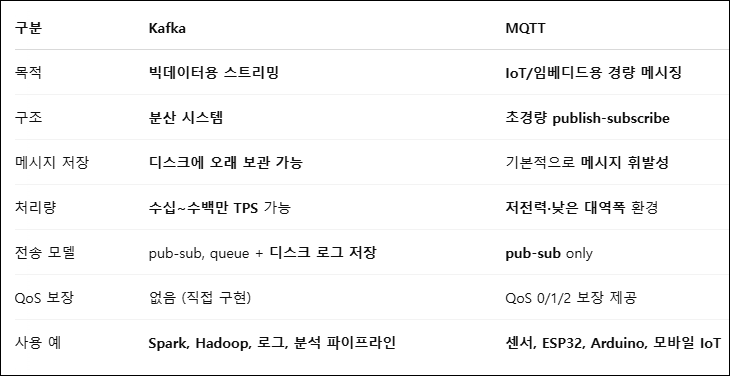 구분 Kafka MQTT
목적 빅데이터용 스트리밍 IoT/임베디드용 경량 메시징
구조 분산 시스템 초경량 publish-subscribe
메시지 저장 디스크에 오래 보관 가능 기본적으로 메시지 휘발성
처리량 수십~수백만 TPS 가능 저전력·낮은 대역폭 환경
전송 모델 pub-sub, queue + 디스크 로그 저장 pub-sub only
QoS 보장 없음 (직접 구현) QoS 0/1/2 보장 제공
사용 예 Spark, Hadoop, 로그, 분석 파이프라인 센서, ESP32, Arduino, 모바일 IoT